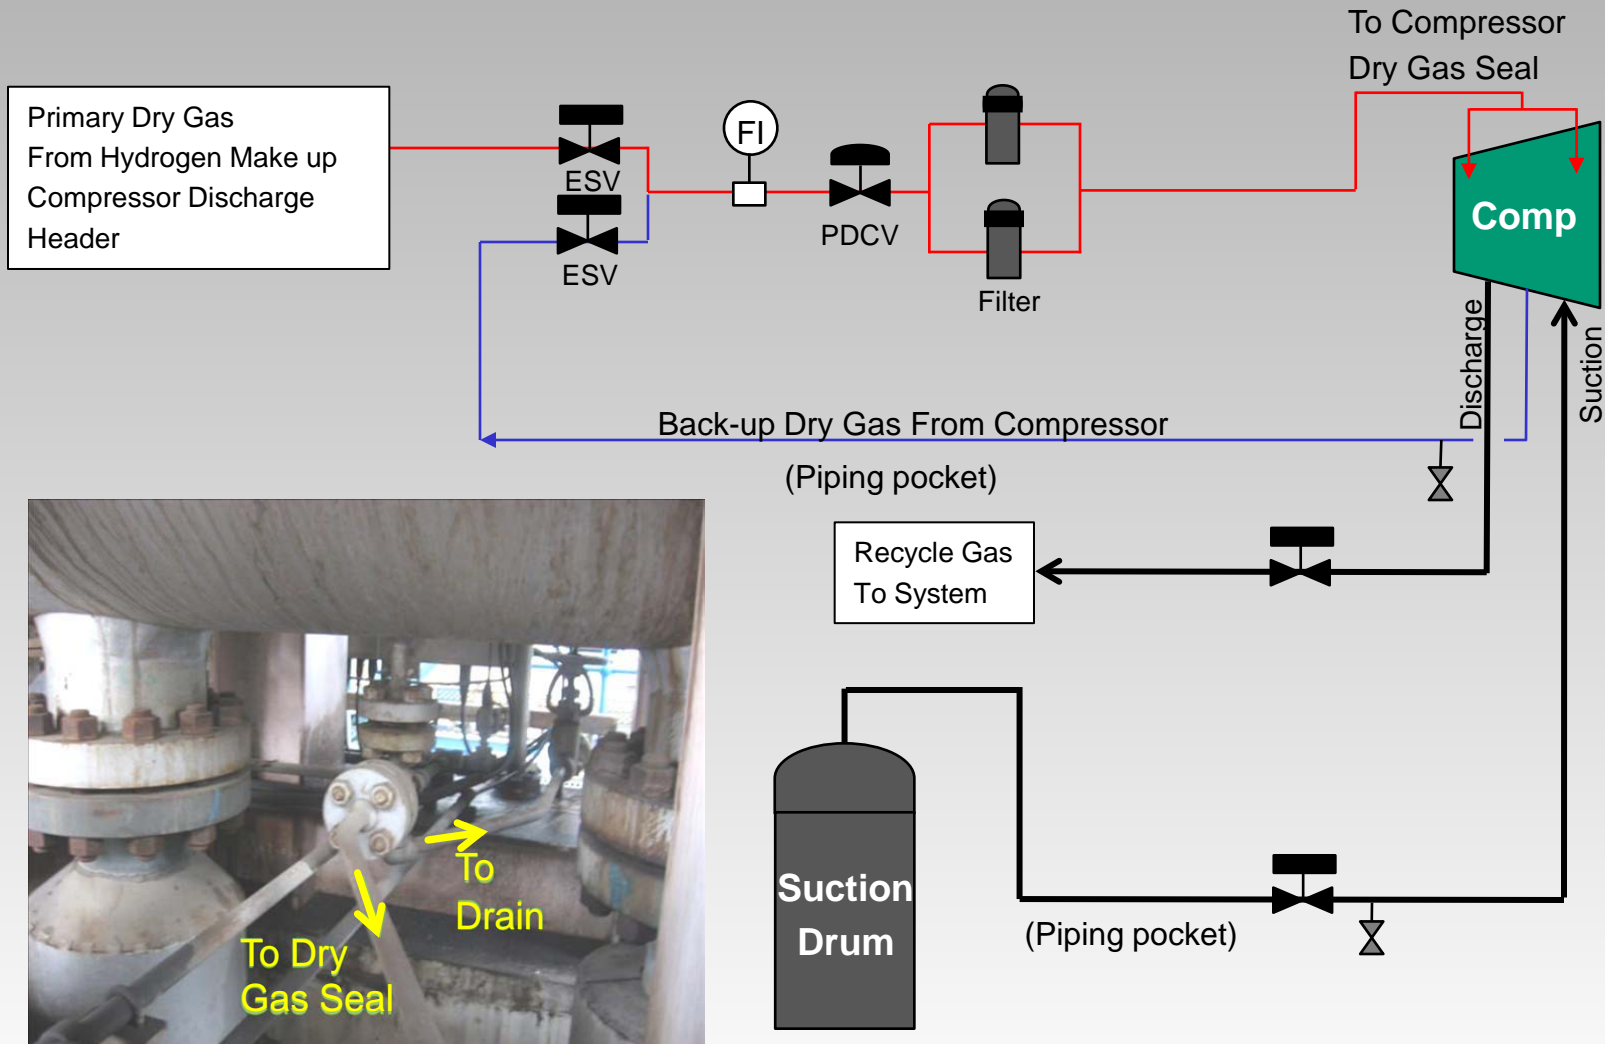 To Compressor
Dry Gas Seal
Primary Dry Gas
From Hydrogen Make up
Compressor Discharge
Header
ESV
FI
PDCV
ESV
Filter
Comp
Discharge
Suction
Back-up Dry Gas From Compressor
(Piping pocket)
Recycle Gas
To System
To
Drain
To Dry
Gas Seal
Suction
Drum
(Piping pocket)